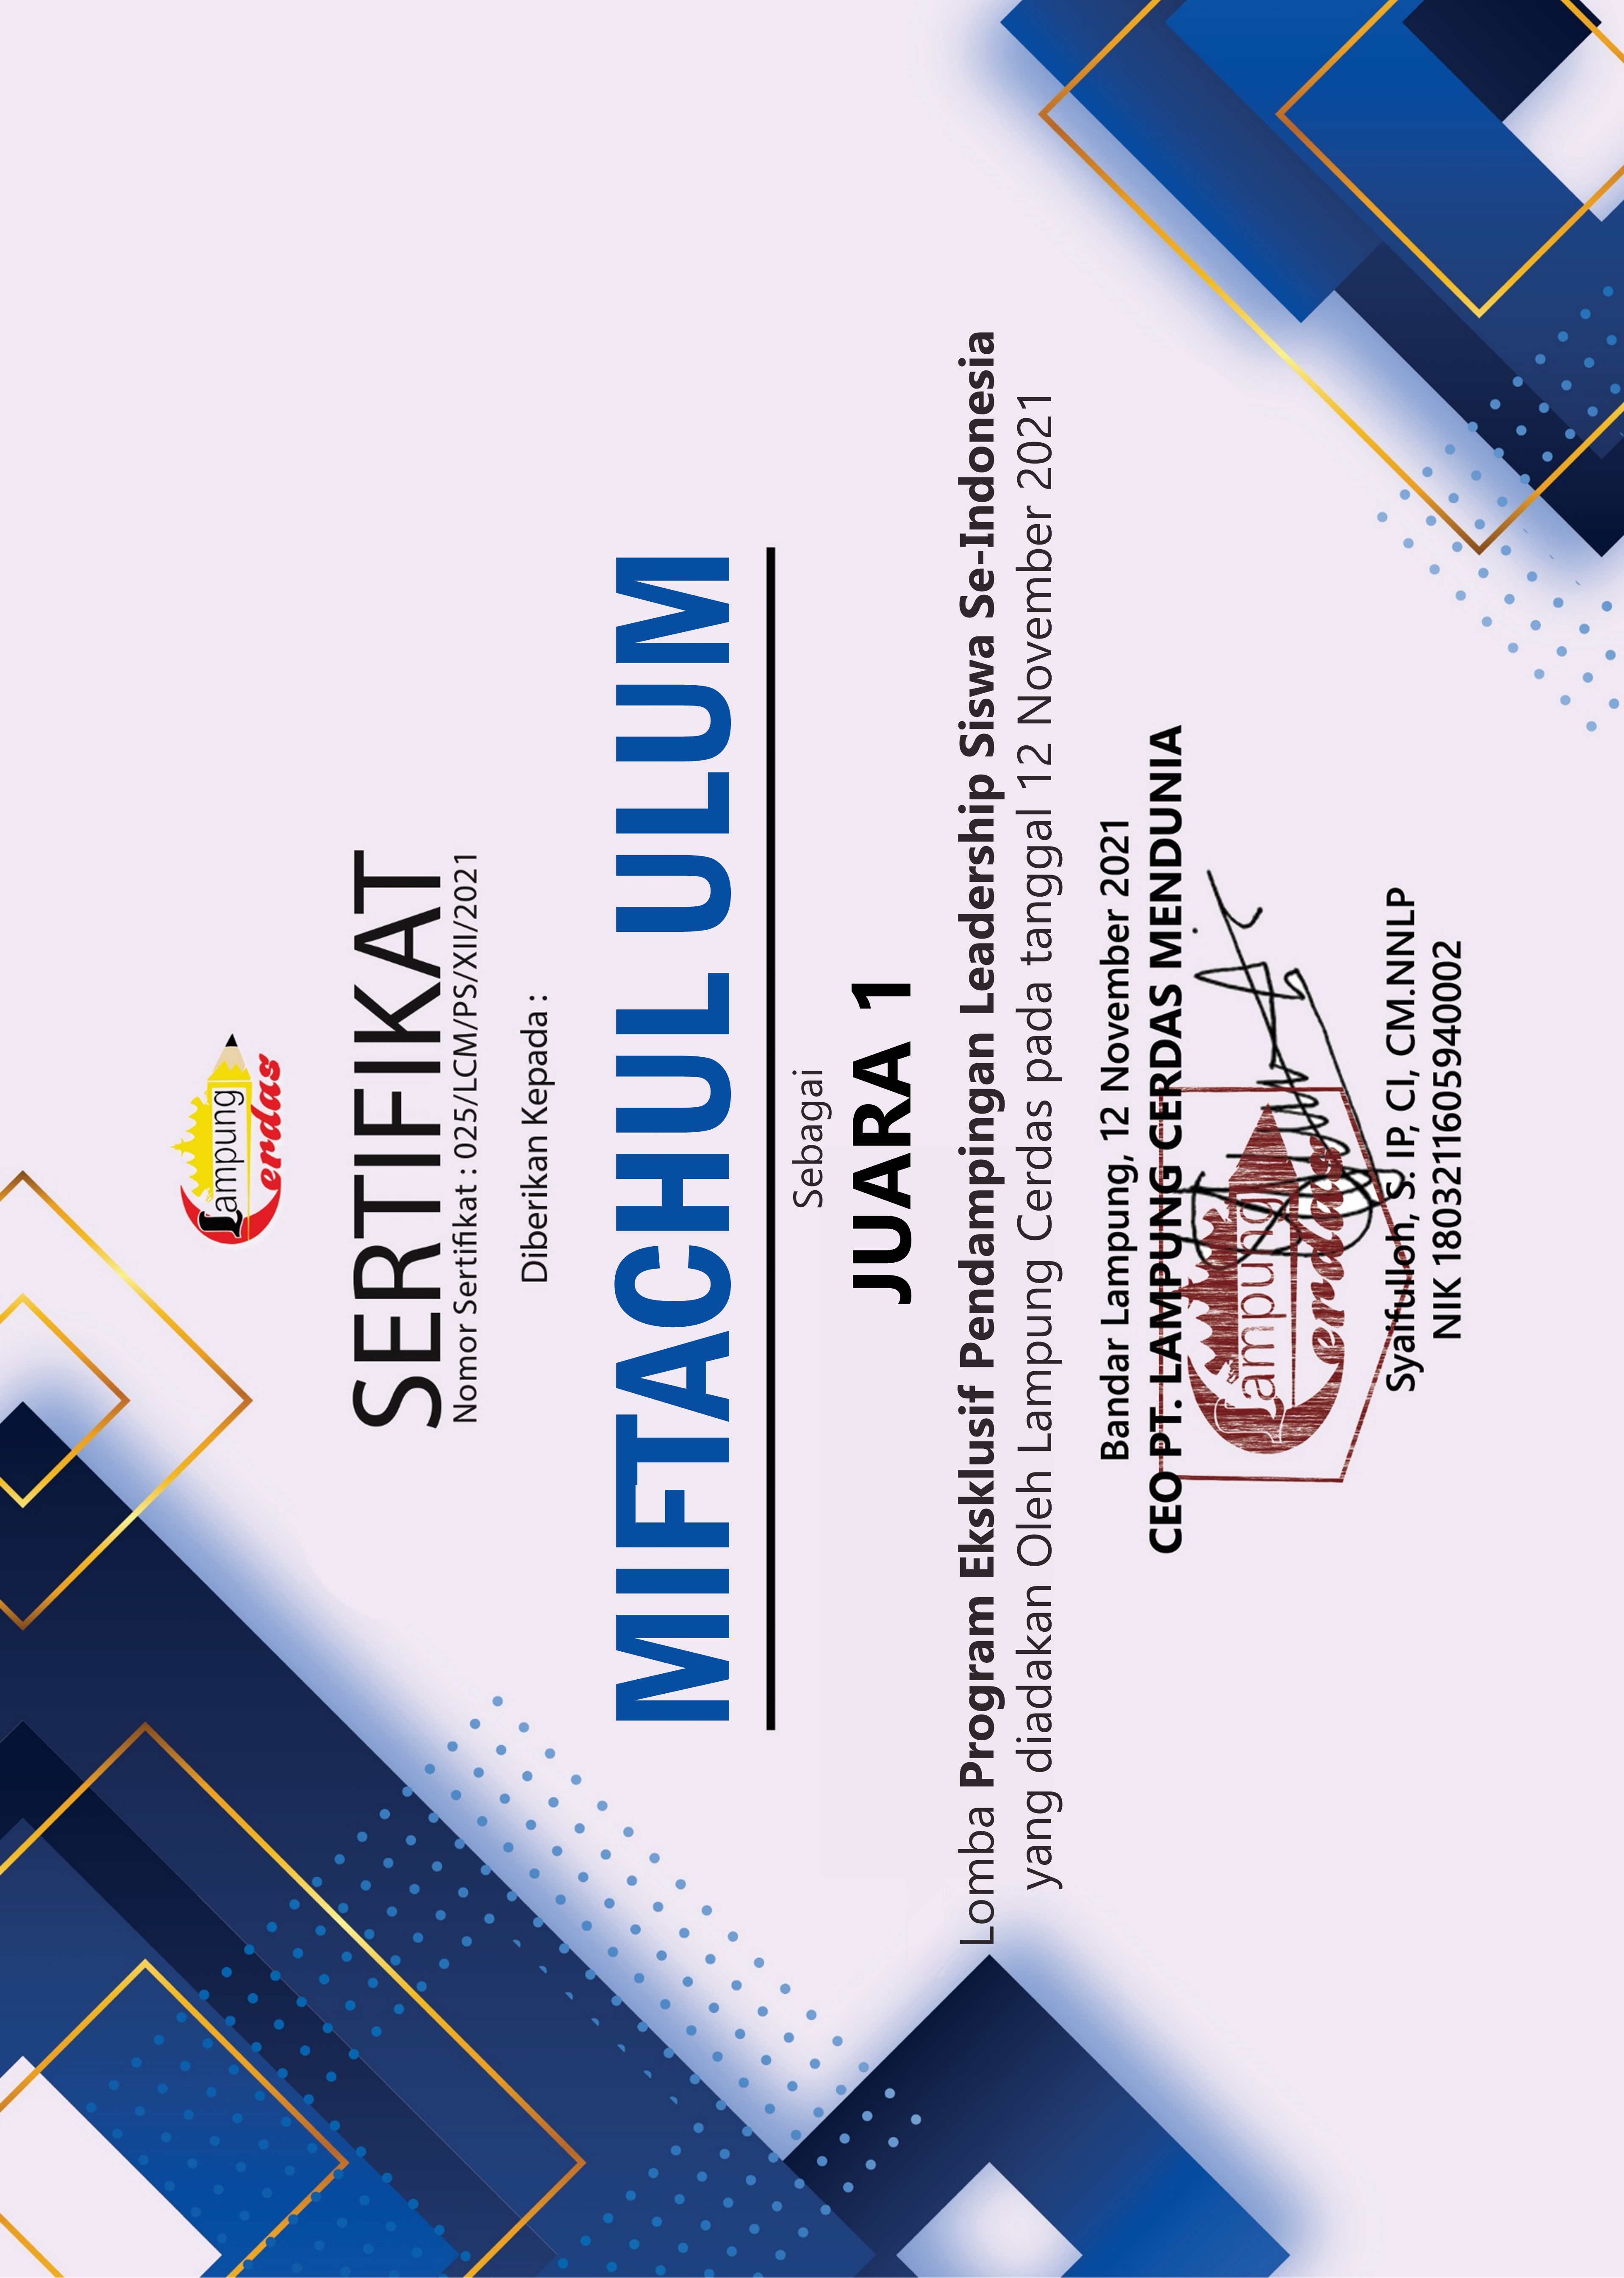 Lampung
Cerdas
SERTIFIKAT
Nomor Sertifikat : 025/LCM/PS/XII/2021
Diberikan Kepada :
MIFTACHUL ULUM
Sebagai
JUARA 1
Lomba Program Eksklusif Pendampingan Leadership Siswa Se-Indonesia
yang diadakan Oleh Lampung Cerdas pada tanggal 12 November 2021
Bandar Lampung, 12 November 2021
CEO PT. LAMPUNG CERDAS MENDUNIA
Lampung
Cerdas
Syaifulloh, S. IP, CI, CM.NNLP
NIK 1803211605940002